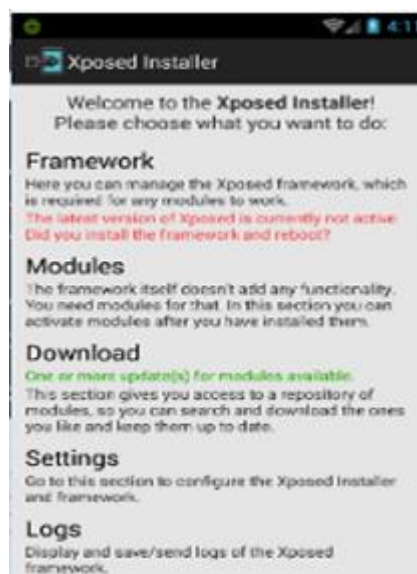 4:1
Xposed Installer
Welcome to the Xposed Installer!
Please choose what you want to do:
Framework
Here you can manage the Xposed framework, which
is required for any modules to work.
The latest version of Xposed is currently not active.
Did you install the framework and reboot?
Modules
The framework itself doesn't add any functionality.
You need modules for that. In this section you can
activate modules after you have installed them.
Download
One or more update(s) for modules available.
This section gives you access to a repository of
modules, so you can search and download the ones
you like and keep them up to date.
Settings
Go to this section to configure the Xposed Installer
and framework.
Logs
Display and save/send logs of the Xposed
framework.